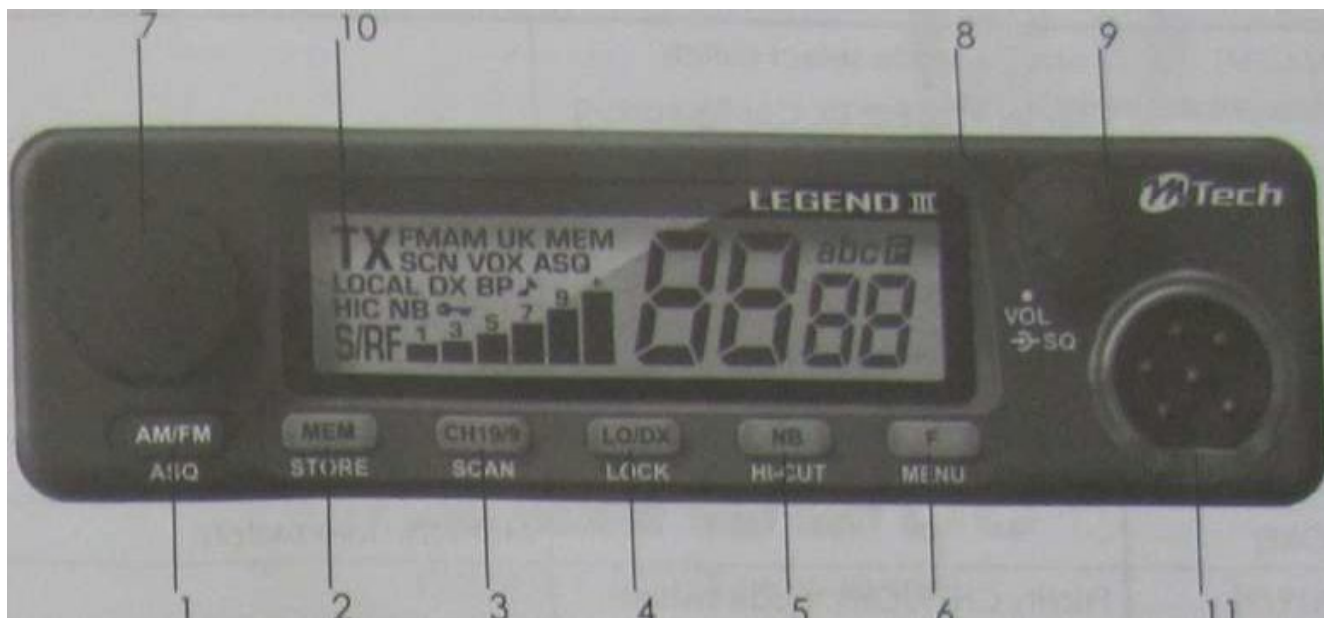 7 10 8 9
LEGEND III
mTech
TX FMAM UK MEM
SCN VOX ASQ
LOCAL DX BP
HIC NB
S/RF 1 3 5 7 9 +
88 88
abc F
VOL
SQ
AM/FM MEM CH19/9 LO/DX NB F
ASQ STORE SCAN LOCK HI-CUT MENU
1 2 3 4 5 6 11